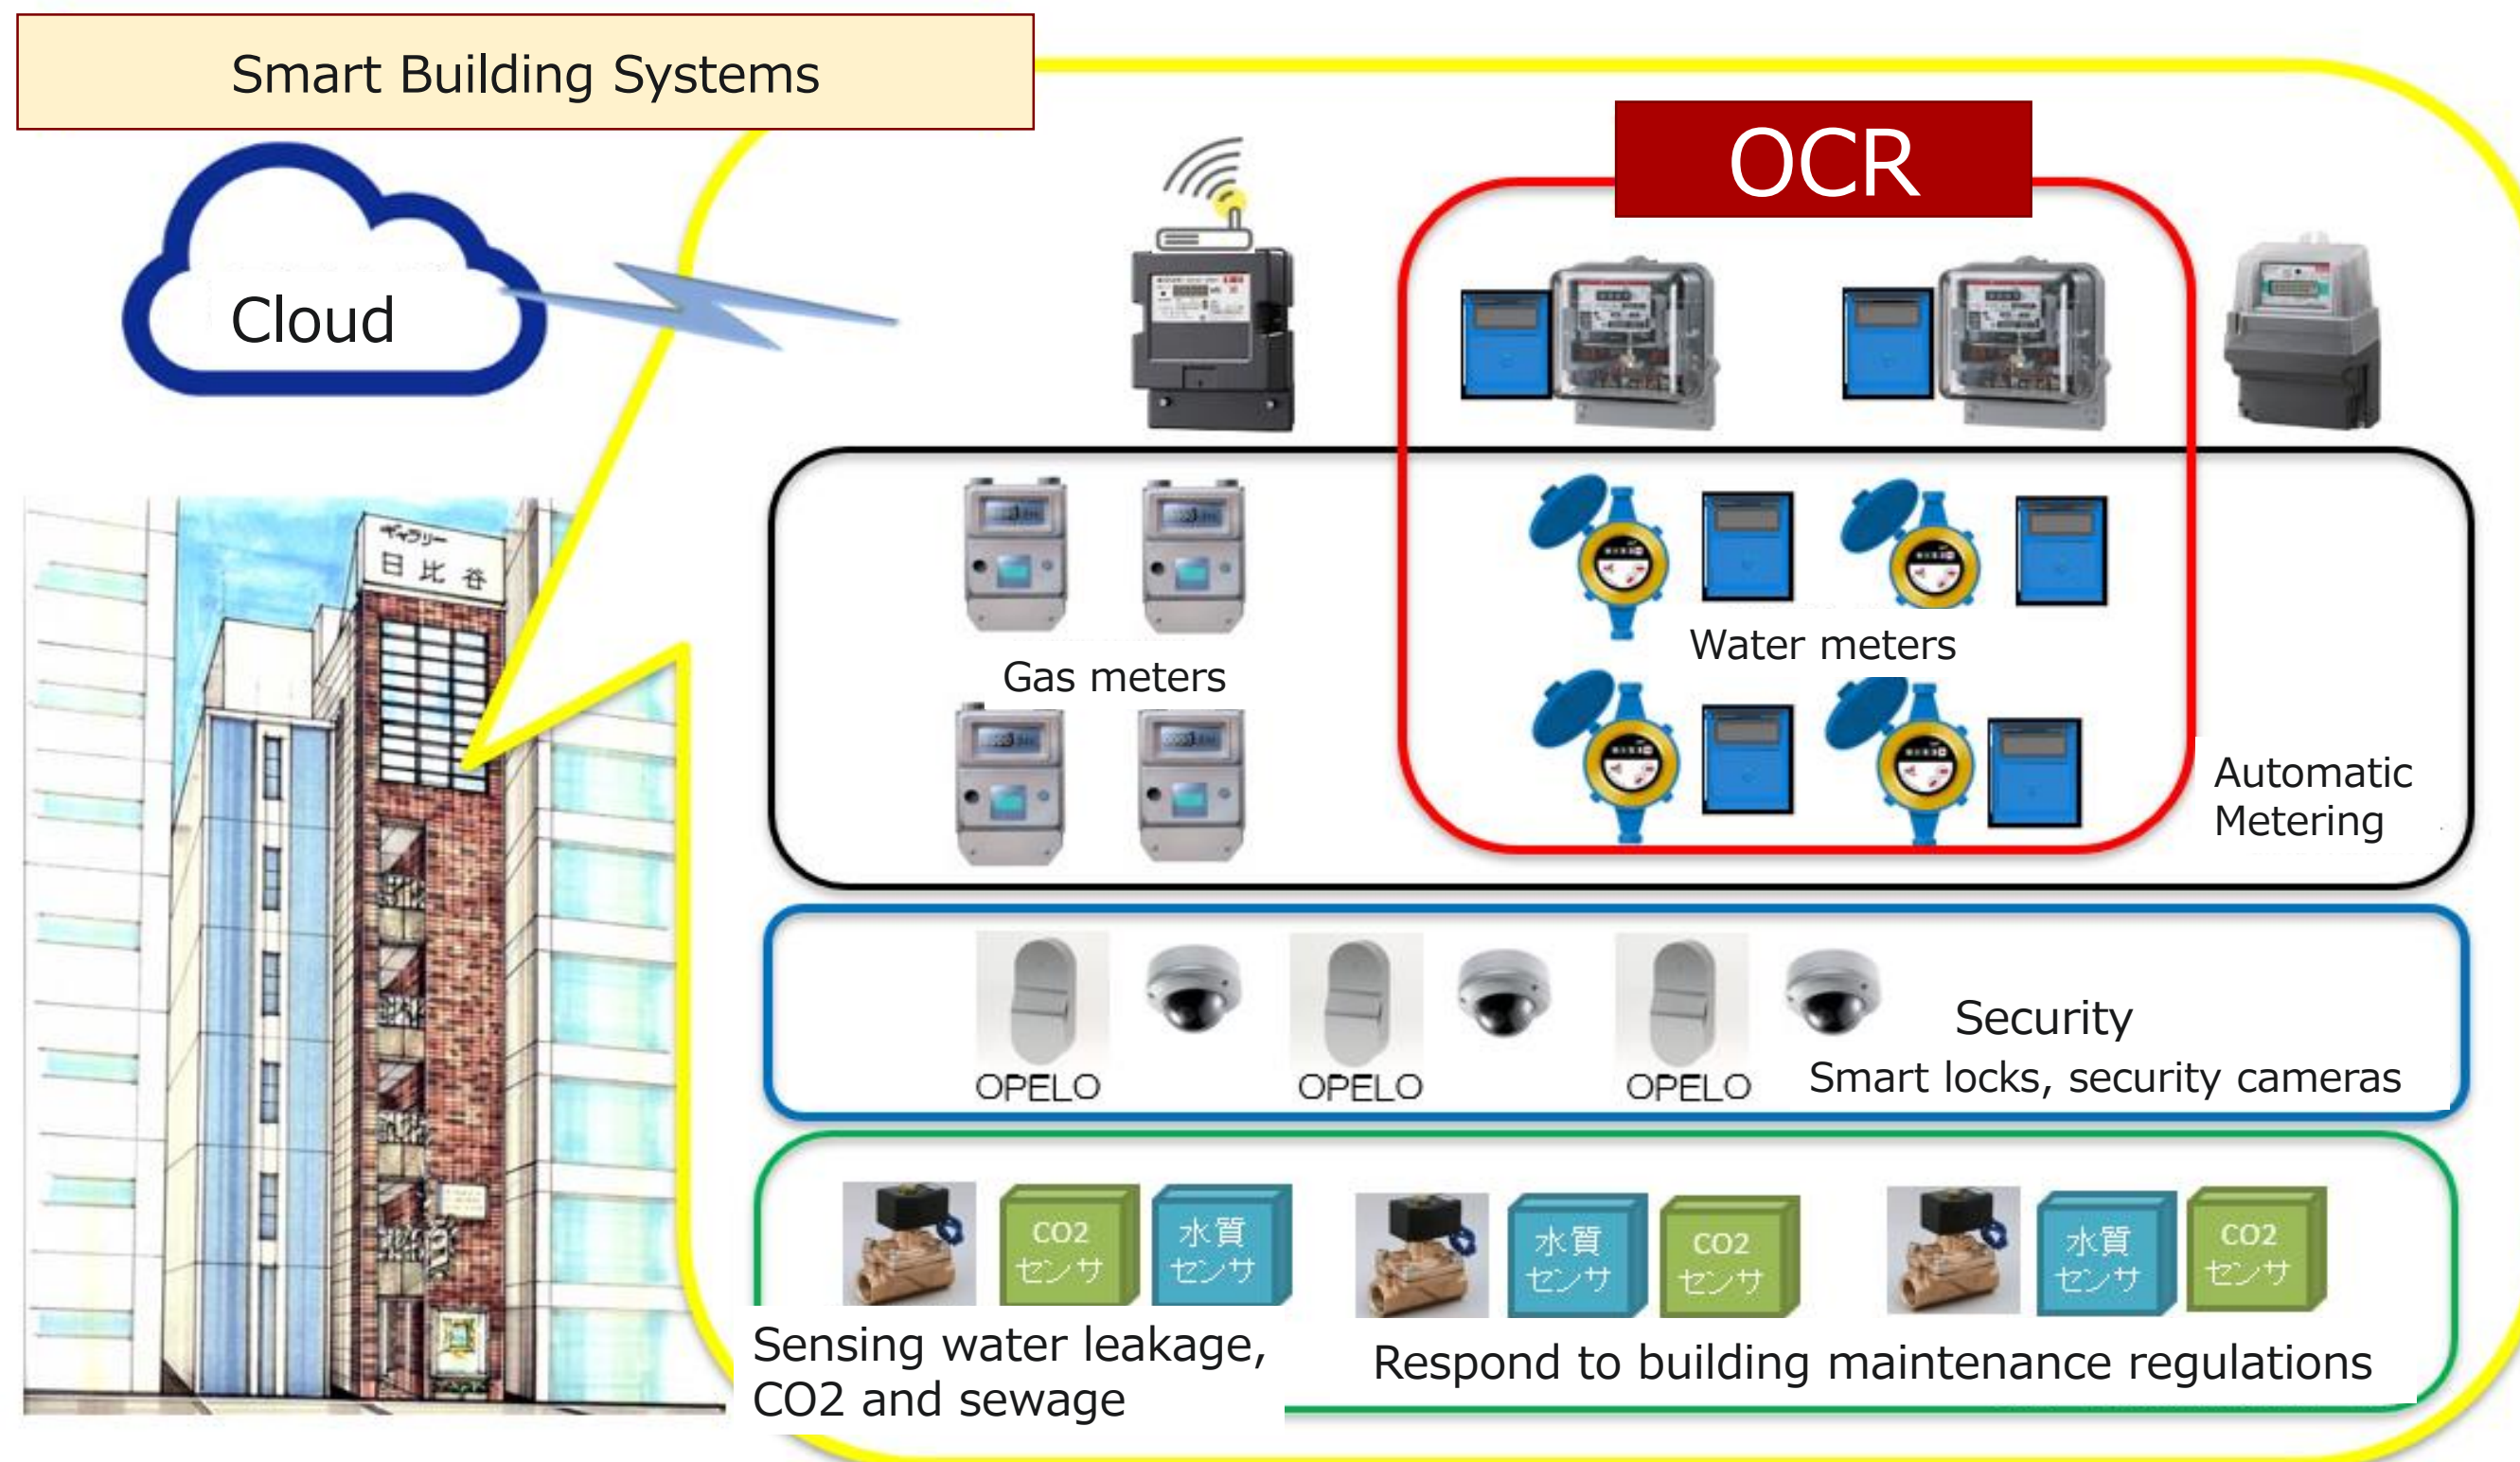 Smart Building Systems
OCR
Cloud
ギャラリー
日比谷
Gas meters
Water meters
Automatic
Metering
OPELO
OPELO
OPELO
Security
Smart locks, security cameras
CO2
センサ
水質
センサ
水質
センサ
CO2
センサ
水質
センサ
CO2
センサ
Sensing water leakage,
CO2 and sewage
Respond to building maintenance regulations